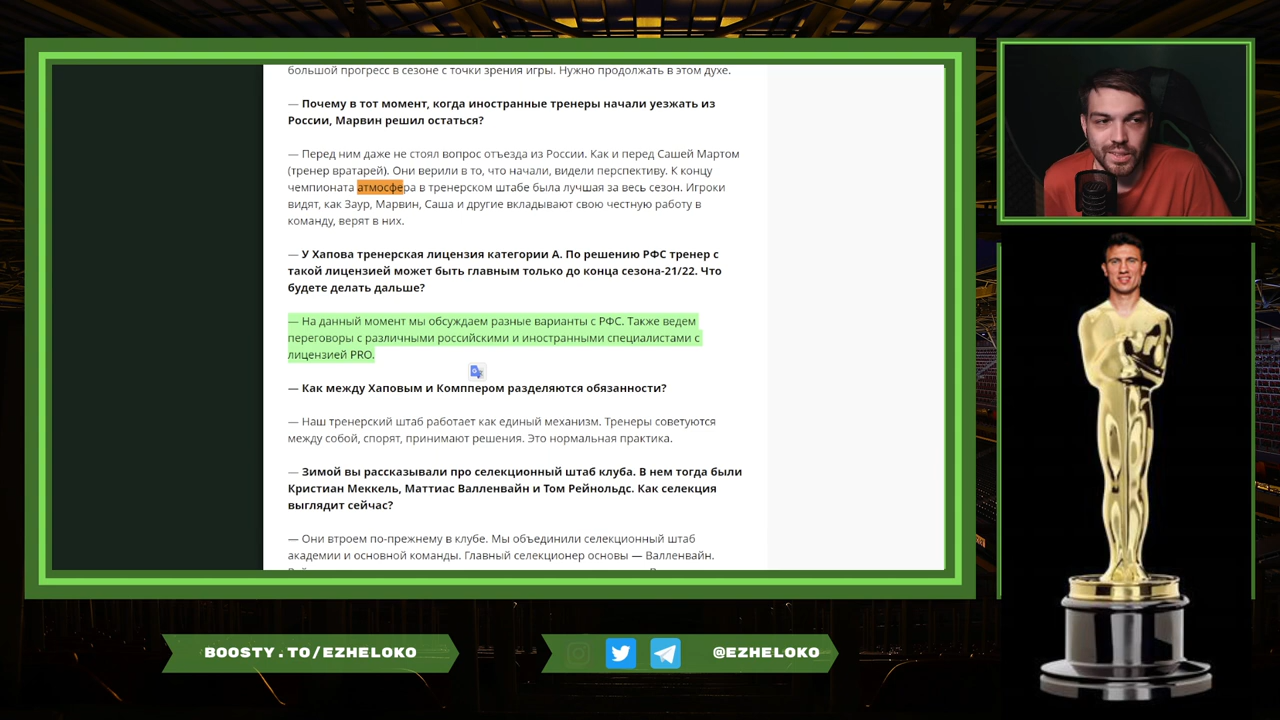 большой прогресс в сезоне с точки зрения игры. Нужно продолжать в этом духе.
— Почему в тот момент, когда иностранные тренеры начали уезжать из
России, Марвин решил остаться?
— Перед ним даже не стоял вопрос отъезда из России. Как и перед Сашей Мартом
(тренер вратарей). Они верили в то, что начали, видели перспективу. К концу
чемпионата атмосфера в тренерском штабе была лучшая за весь сезон. Игроки
видят, как Заур, Марвин, Саша и другие вкладывают свою честную работу в
команду, верят в них.
— У Хапова тренерская лицензия категории А. По решению РФС тренер с
такой лицензией может быть главным только до конца сезона-21/22. Что
будете делать дальше?
— На данный момент мы обсуждаем разные варианты с РФС. Также ведем
переговоры с различными российскими и иностранными специалистами с
лицензией PRO.
— Как между Хаповым и Комппером разделяются обязанности?
— Наш тренерский штаб работает как единый механизм. Тренеры советуются
между собой, спорят, принимают решения. Это нормальная практика.
— Зимой вы рассказывали про селекционный штаб клуба. В нем тогда были
Кристиан Меккель, Маттиас Валленвайн и Том Рейнольдс. Как селекция
выглядит сейчас?
— Они втроем по-прежнему в клубе. Мы объединили селекционный штаб
академии и основной команды. Главный селекционер основы — Валленвайн.
BOOSTY.TO/EZHELOKO
@EZHELOKO